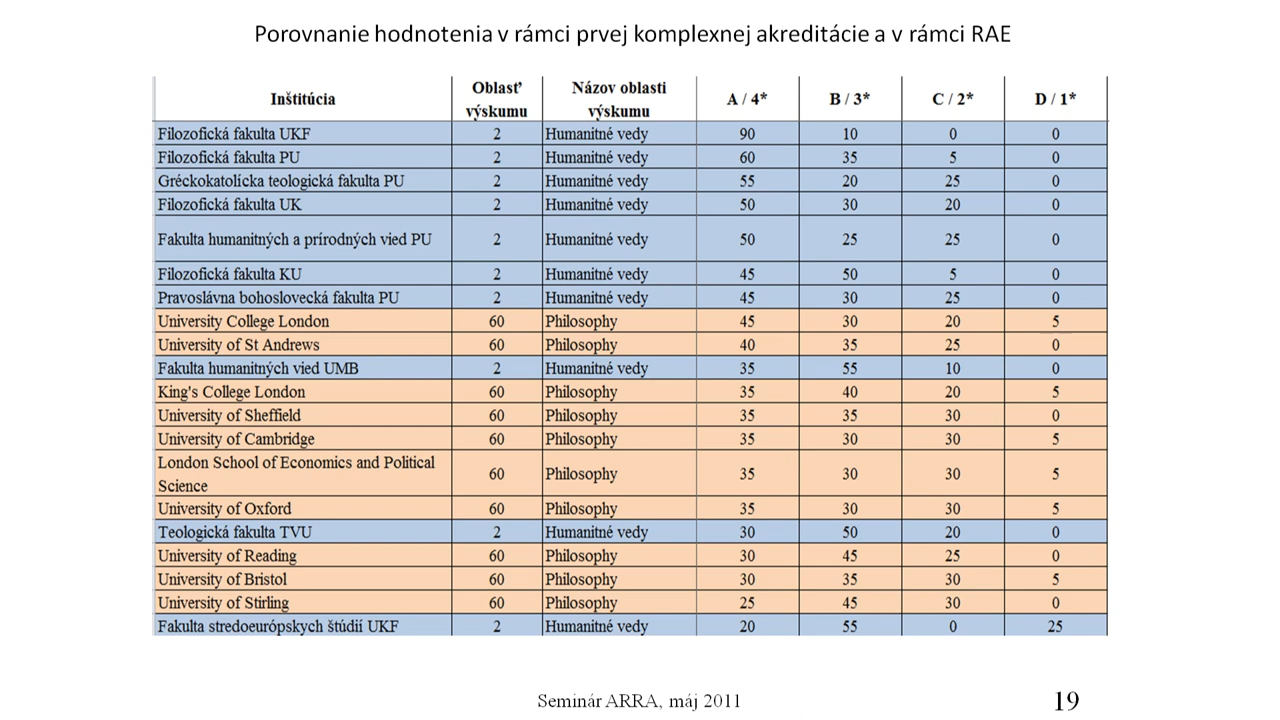 Porovnanie hodnotenia v rámci prvej komplexnej akreditácie a v rámci RAE
Inštitúcia Oblasť výskumu Názov oblasti výskumu A / 4* B / 3* C / 2* D / 1*
Filozofická fakulta UKF 2 Humanitné vedy 90 10 0 0
Filozofická fakulta PU 2 Humanitné vedy 60 35 5 0
Gréckokatolícka teologická fakulta PU 2 Humanitné vedy 55 20 25 0
Filozofická fakulta UK 2 Humanitné vedy 50 30 20 0
Fakulta humanitných a prírodných vied PU 2 Humanitné vedy 50 25 25 0
Filozofická fakulta KU 2 Humanitné vedy 45 50 5 0
Pravoslávna bohoslovecká fakulta PU 2 Humanitné vedy 45 30 25 0
University College London 60 Philosophy 45 30 20 5
University of St Andrews 60 Philosophy 40 35 25 0
Fakulta humanitných vied UMB 2 Humanitné vedy 35 55 10 0
King's College London 60 Philosophy 35 40 20 5
University of Sheffield 60 Philosophy 35 35 30 0
University of Cambridge 60 Philosophy 35 30 30 5
London School of Economics and Political Science 60 Philosophy 35 30 30 5
University of Oxford 60 Philosophy 35 30 30 5
Teologická fakulta TVU 2 Humanitné vedy 30 50 20 0
University of Reading 60 Philosophy 30 45 25 0
University of Bristol 60 Philosophy 30 35 30 5
University of Stirling 60 Philosophy 25 45 30 0
Fakulta stredoeurópskych štúdií UKF 2 Humanitné vedy 20 55 0 25
Seminár ARRA, máj 2011
19